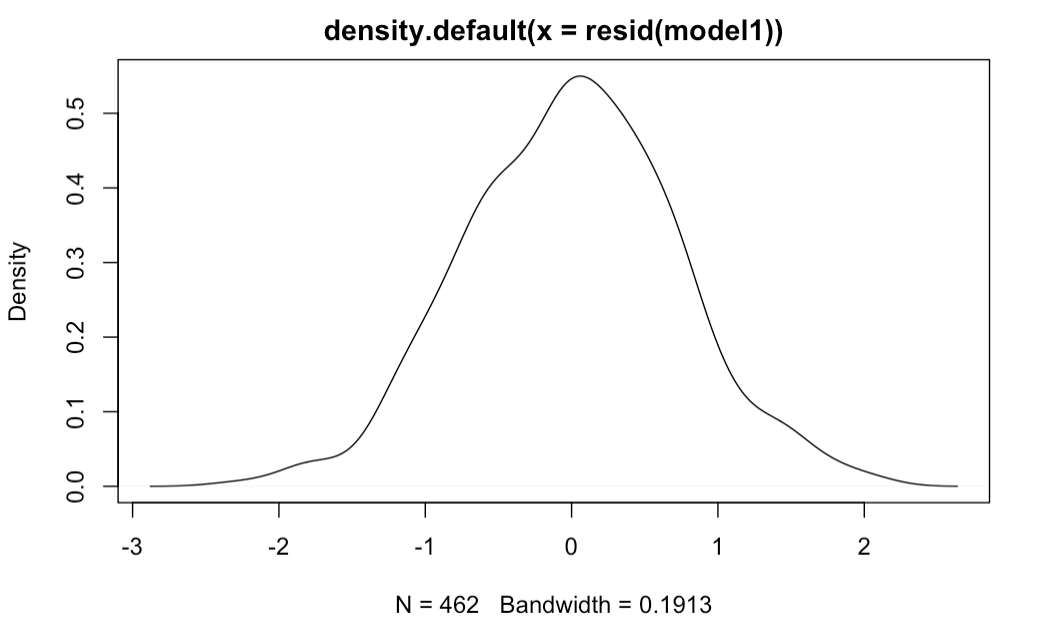 density.default(x = resid(model1))
Density
0.5
0.4
0.3
0.2
0.1
0.0
-3 -2 -1 0 1 2
N = 462 Bandwidth = 0.1913